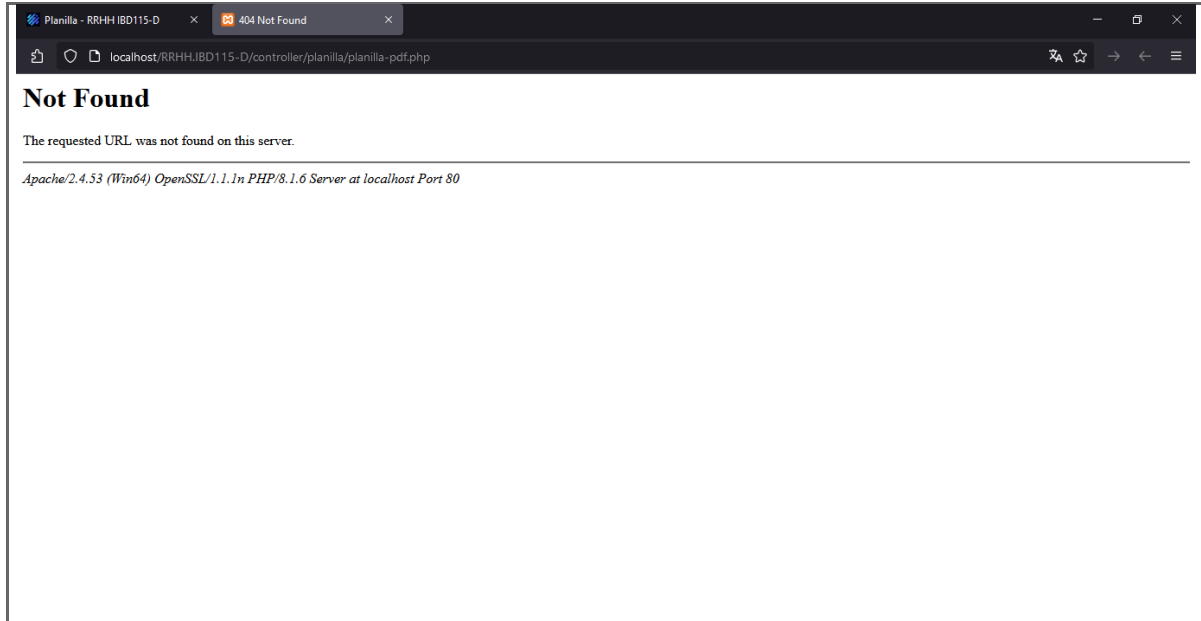 Planilla - RRHH IBD115-D
404 Not Found
localhost/RRHH.IBD115-D/controller/planilla/planilla-pdf.php
Not Found
The requested URL was not found on this server.
Apache/2.4.53 (Win64) OpenSSL/1.1.1n PHP/8.1.6 Server at localhost Port 80